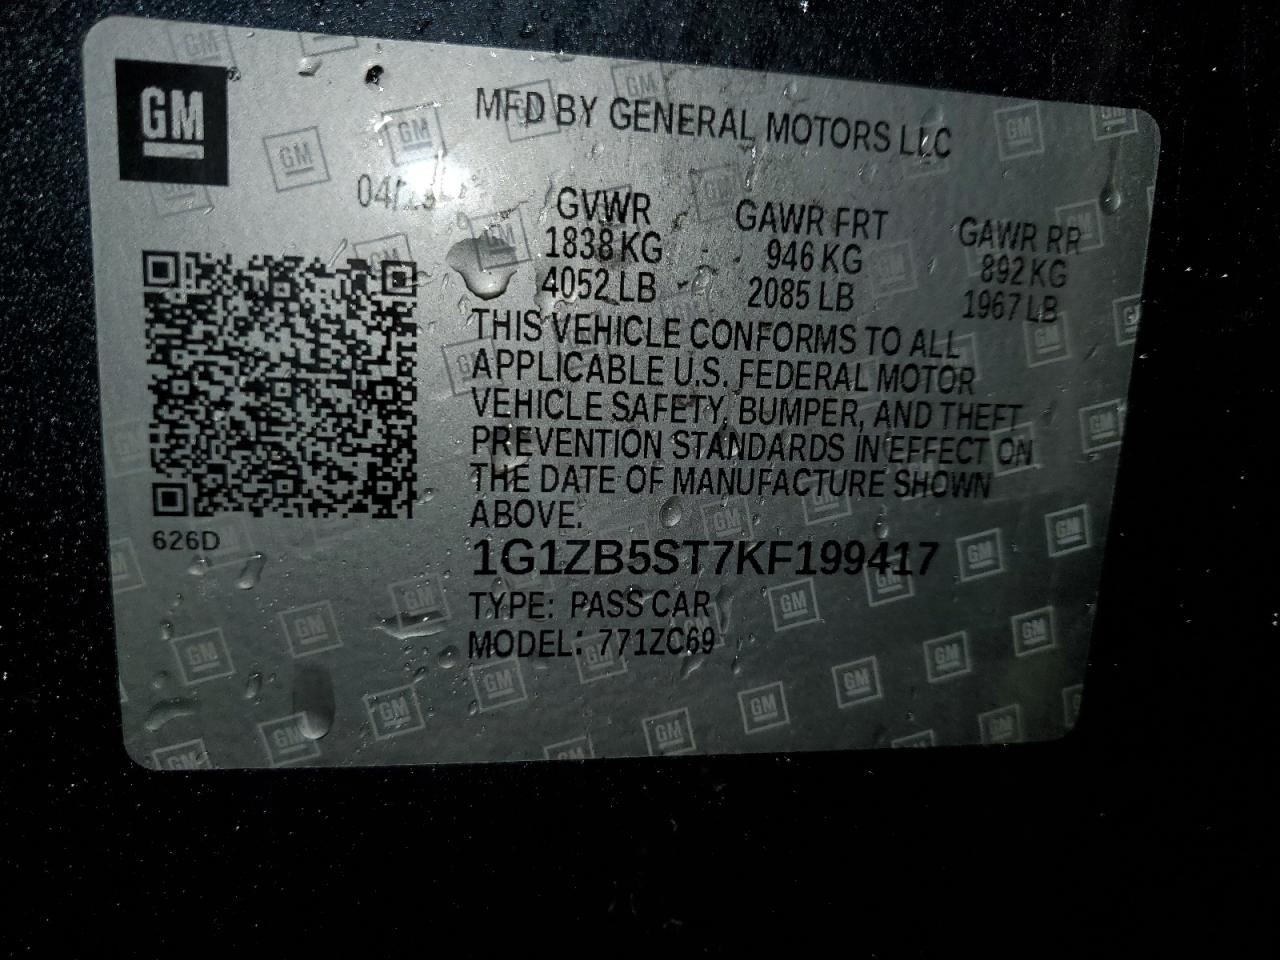 GM
MFD BY GENERAL MOTORS LLC
GVWR GAWR FRT GAWR RR
1838 KG 946 KG 892 KG
4052 LB 2085 LB 1967 LB
THIS VEHICLE CONFORMS TO ALL
APPLICABLE U.S. FEDERAL MOTOR
VEHICLE SAFETY, BUMPER, AND THEFT
PREVENTION STANDARDS IN EFFECT ON
THE DATE OF MANUFACTURE SHOWN
ABOVE.
626D
1G1ZB5ST7KF199417
TYPE: PASS CAR
MODEL: 771ZC69